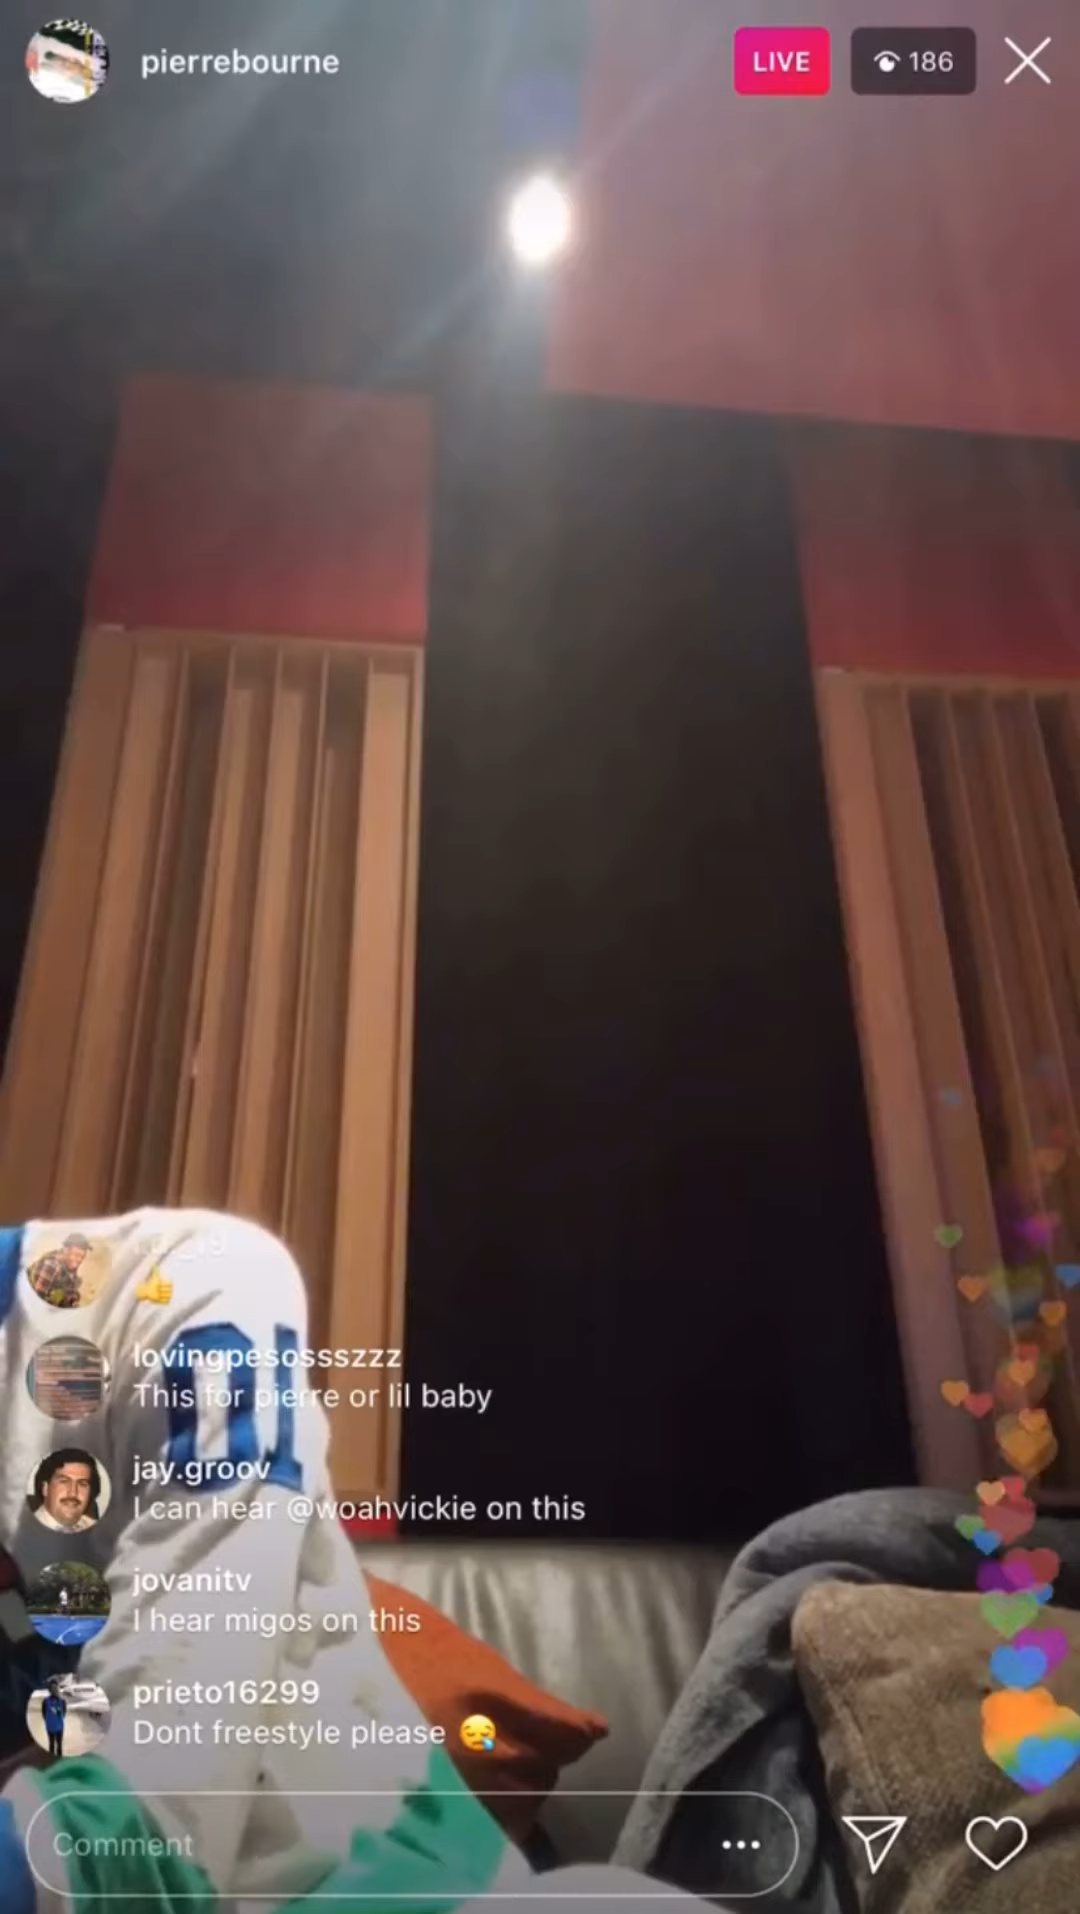 pierrebourne
LIVE
186
lovingpesossszzz
This for pierre or lil baby
jay.groov
I can hear @woahvickie on this
jovanitv
I hear migos on this
prieto16299
Dont freestyle please 😪
Comment